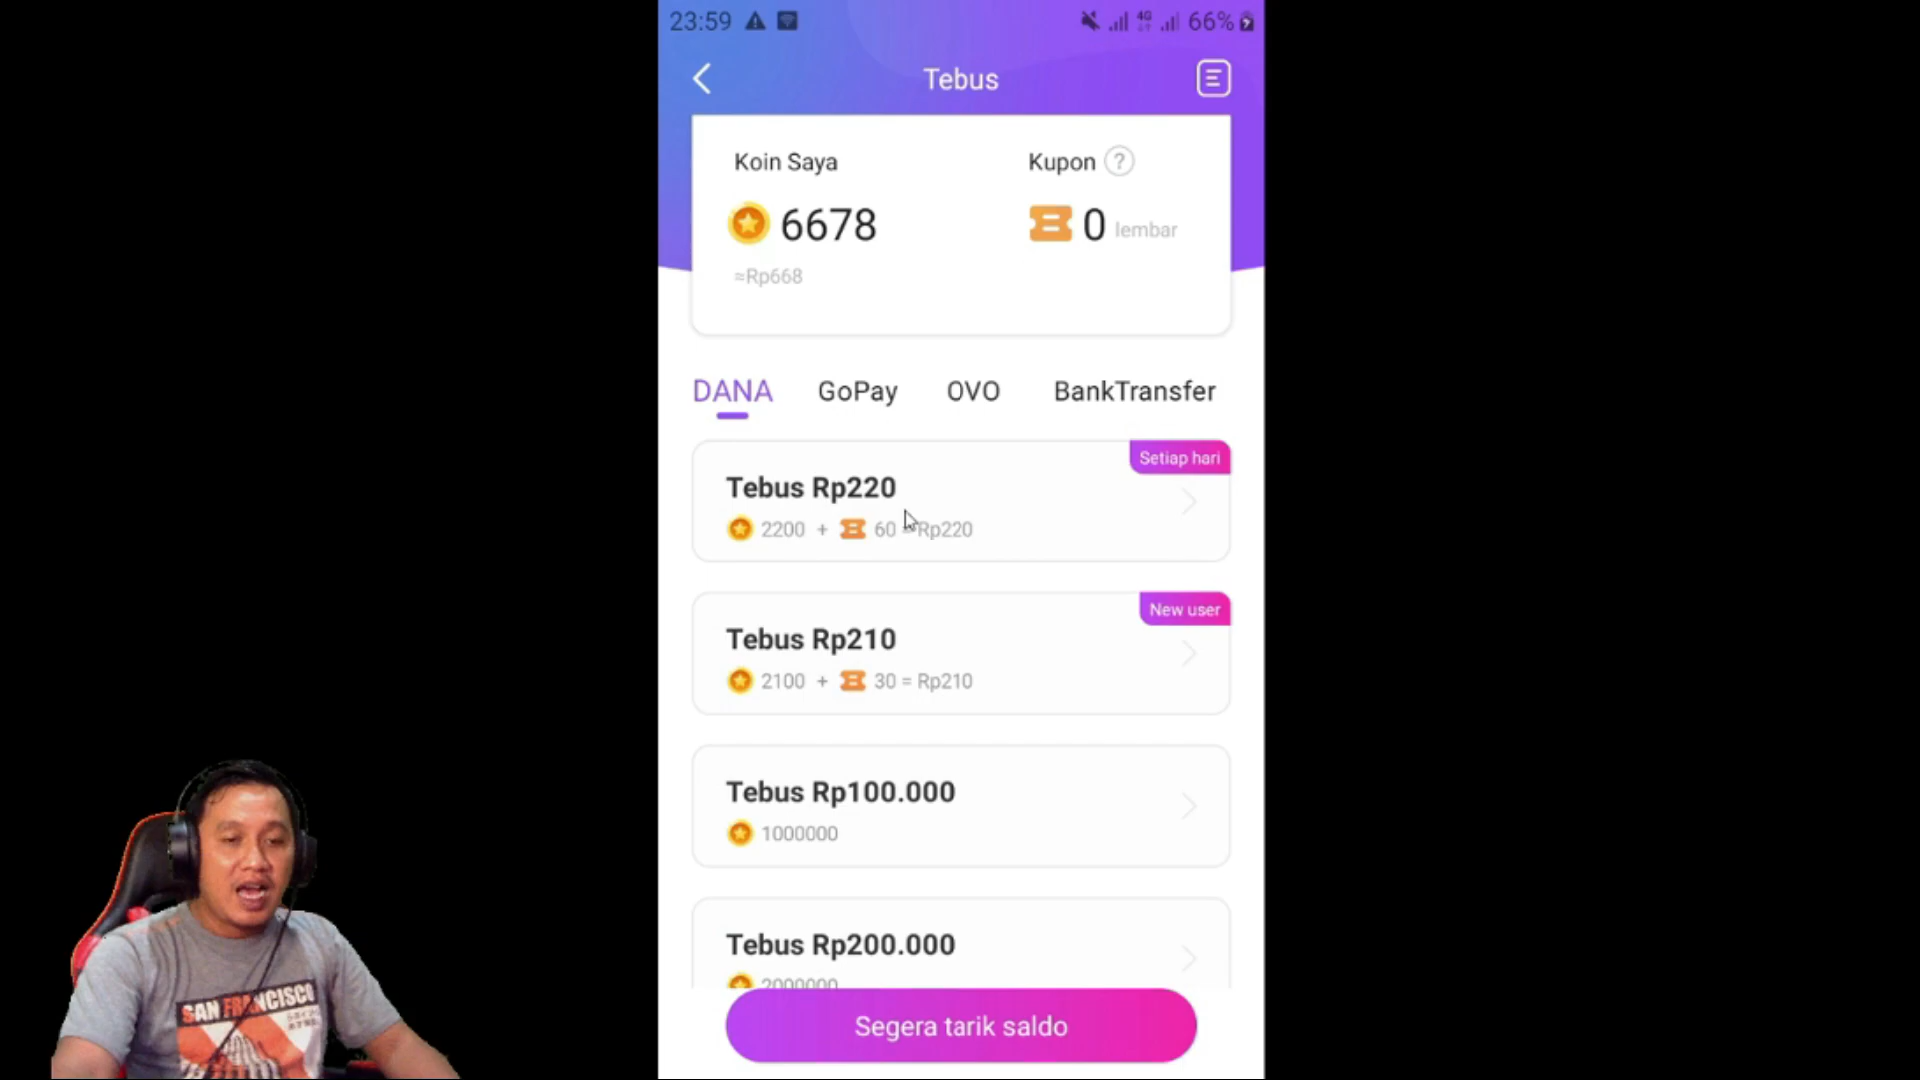 23:59
4G 66%
Tebus
Koin Saya
Kupon ?
6678
0 lembar
≈Rp668
DANA GoPay OVO BankTransfer
Setiap hari
Tebus Rp220
2200 + 60 = Rp220
New user
Tebus Rp210
2100 + 30 = Rp210
Tebus Rp100.000
1000000
Tebus Rp200.000
2000000
Segera tarik saldo
SAN FRANCISCO